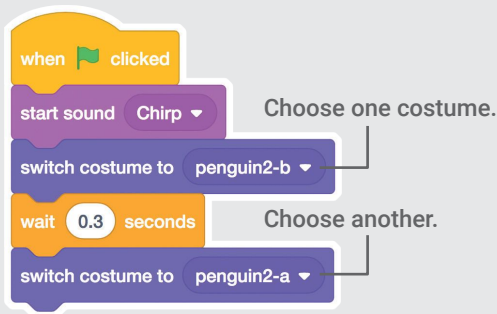 when clicked
start sound Chirp
Choose one costume.
switch costume to penguin2-b
wait 0.3 seconds
Choose another.
switch costume to penguin2-a